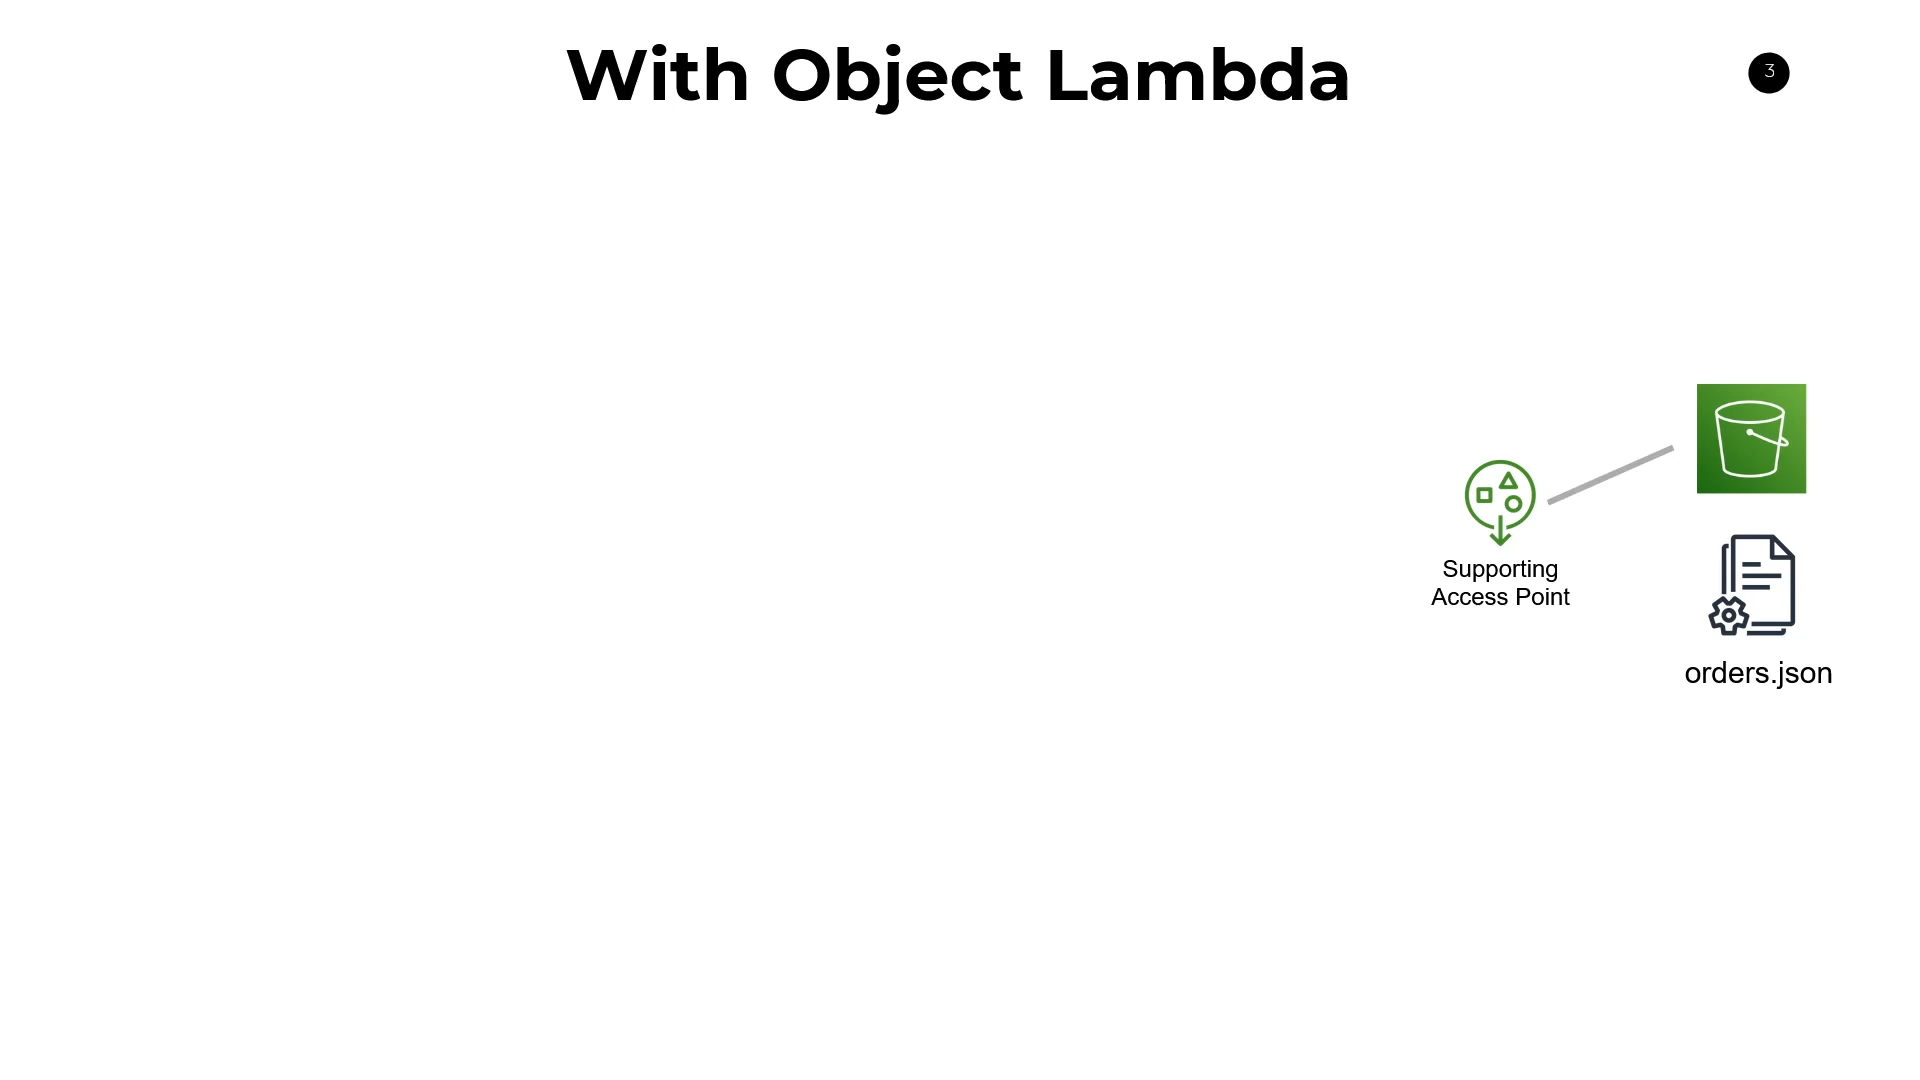 With Object Lambda
3
Supporting
Access Point
orders.json